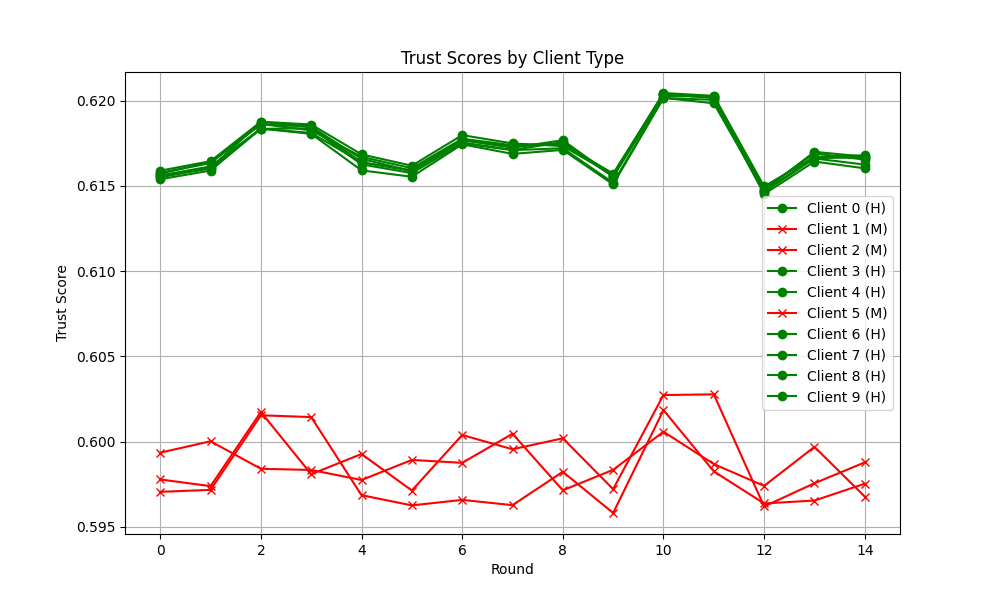 Trust Scores by Client Type
Trust Score
0.620
0.615
0.610
0.605
0.600
0.595
Client 0 (H)
Client 1 (M)
Client 2 (M)
Client 3 (H)
Client 4 (H)
Client 5 (M)
Client 6 (H)
Client 7 (H)
Client 8 (H)
Client 9 (H)
0 2 4 6 8 10 12 14
Round